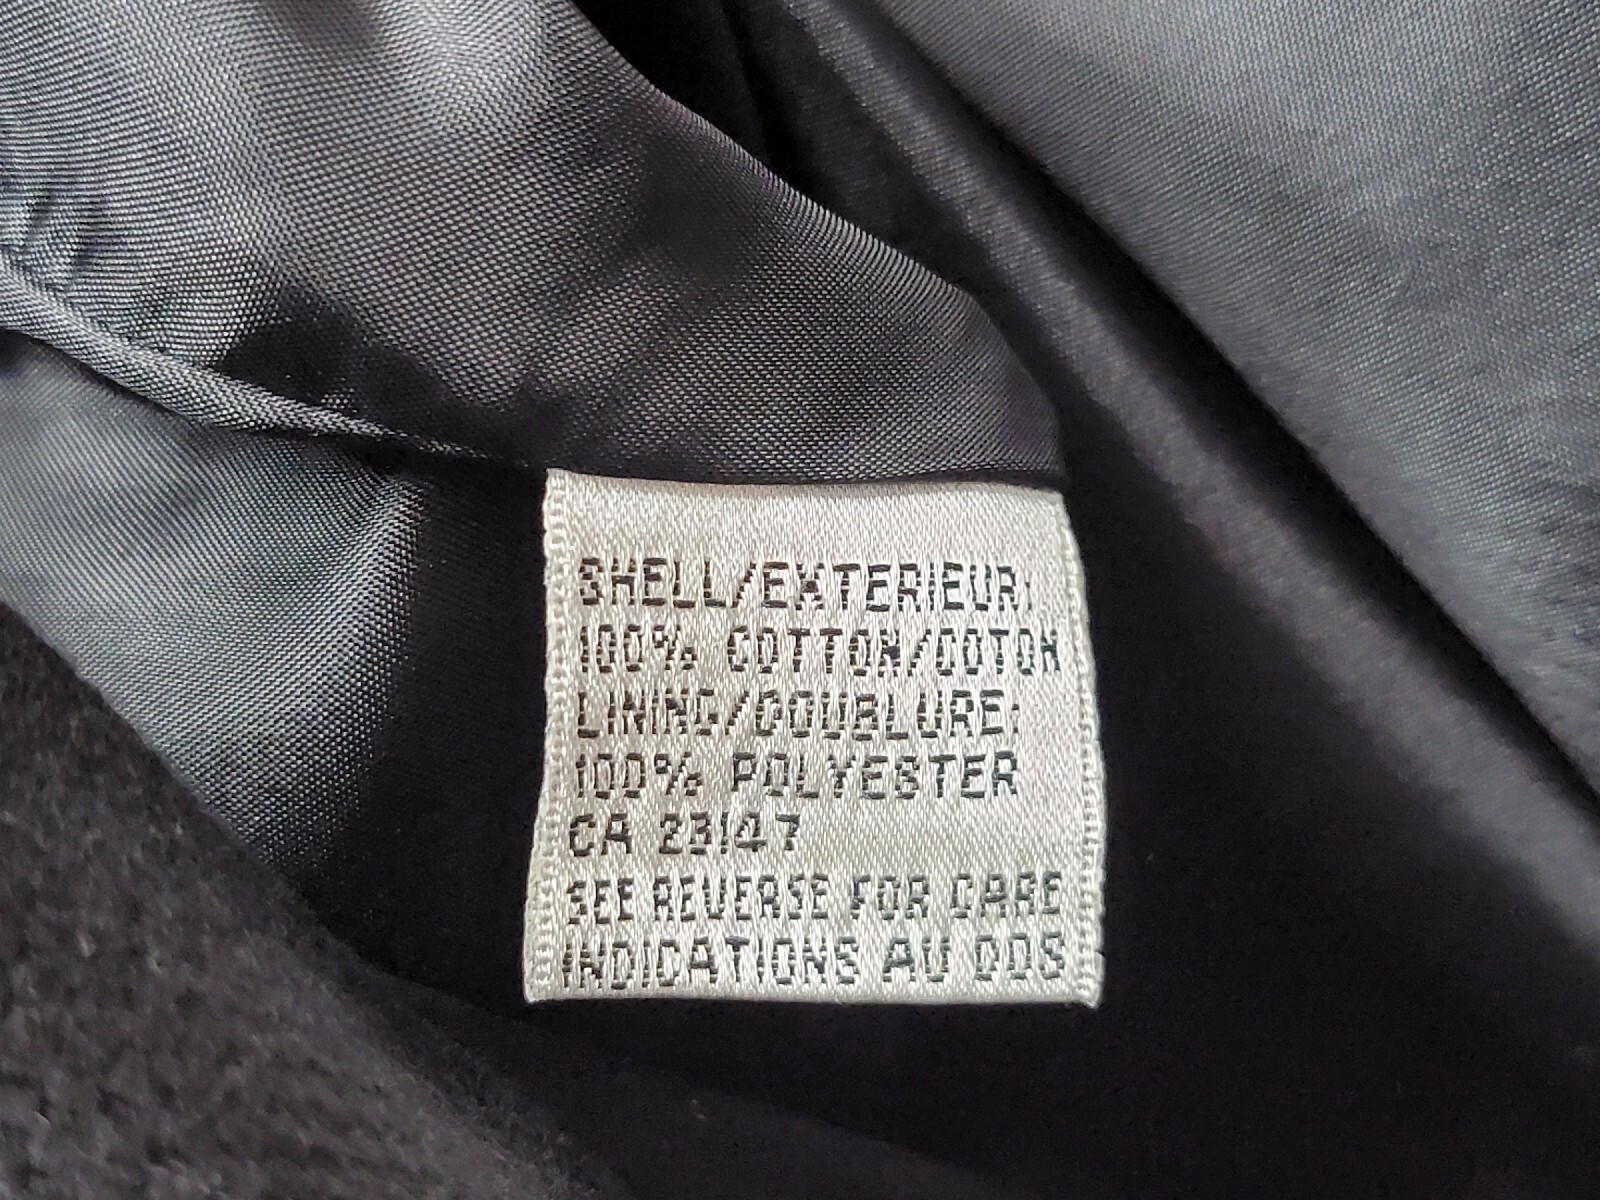 SHELL/EXTERIEUR:
100% COTTON/COTON
LINING/DOUBLURE:
100% POLYESTER
CA 23147
SEE REVERSE FOR CARE
INDICATIONS AU DOS